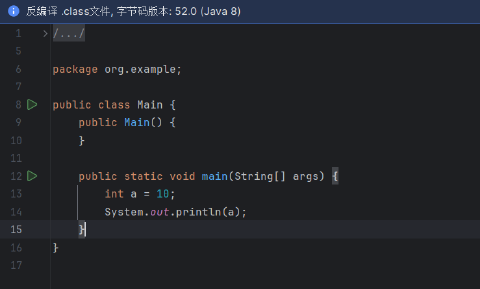 反编译 .class文件, 字节码版本: 52.0 (Java 8)
1 /.../
5
6 package org.example;
7
8 public class Main {
9 public Main() {
10 }
11
12 public static void main(String[] args) {
13 int a = 10;
14 System.out.println(a);
15 }
16 }
17